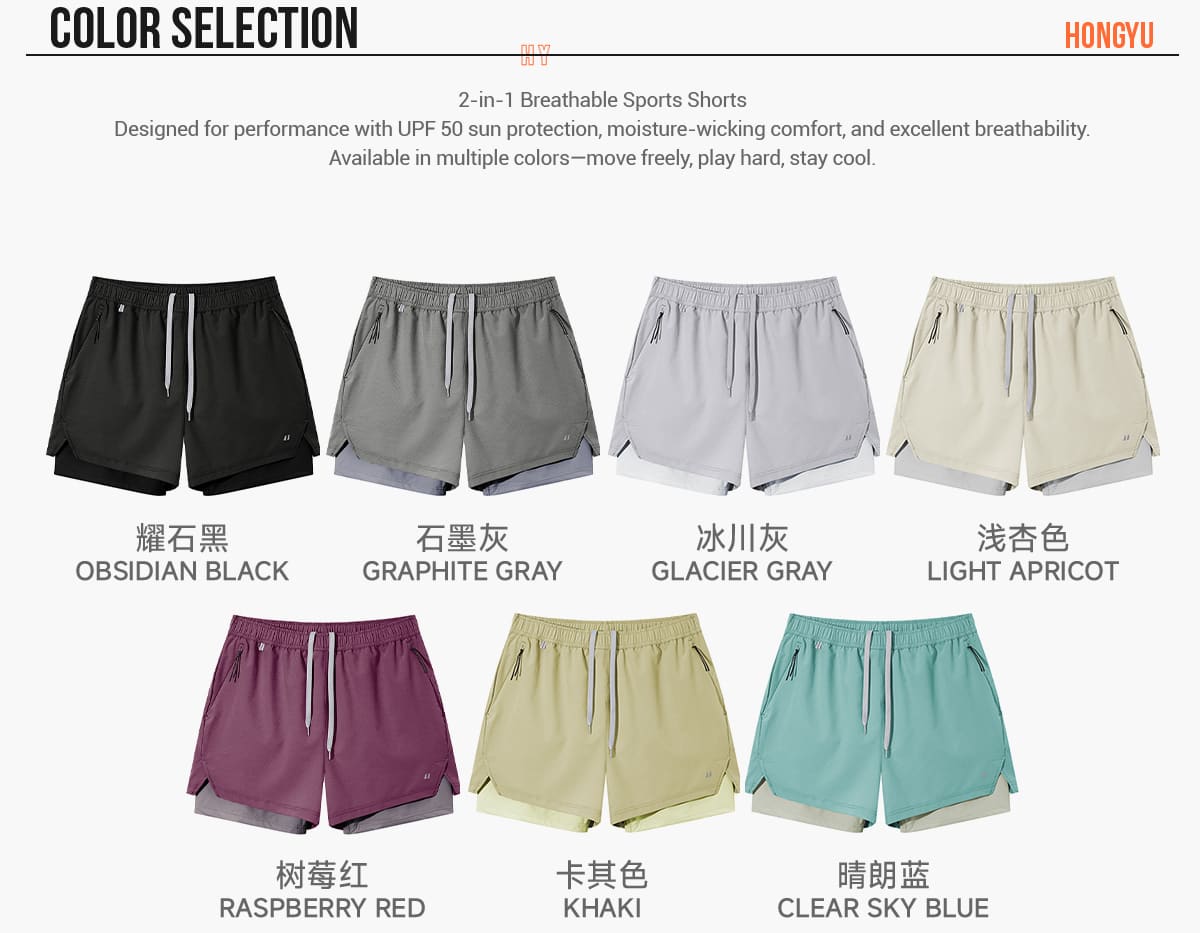 COLOR SELECTION
HONGYU
HY
2-in-1 Breathable Sports Shorts
Designed for performance with UPF 50 sun protection, moisture-wicking comfort, and excellent breathability.
Available in multiple colors—move freely, play hard, stay cool.
耀石黑
OBSIDIAN BLACK
石墨灰
GRAPHITE GRAY
冰川灰
GLACIER GRAY
浅杏色
LIGHT APRICOT
树莓红
RASPBERRY RED
卡其色
KHAKI
晴朗蓝
CLEAR SKY BLUE